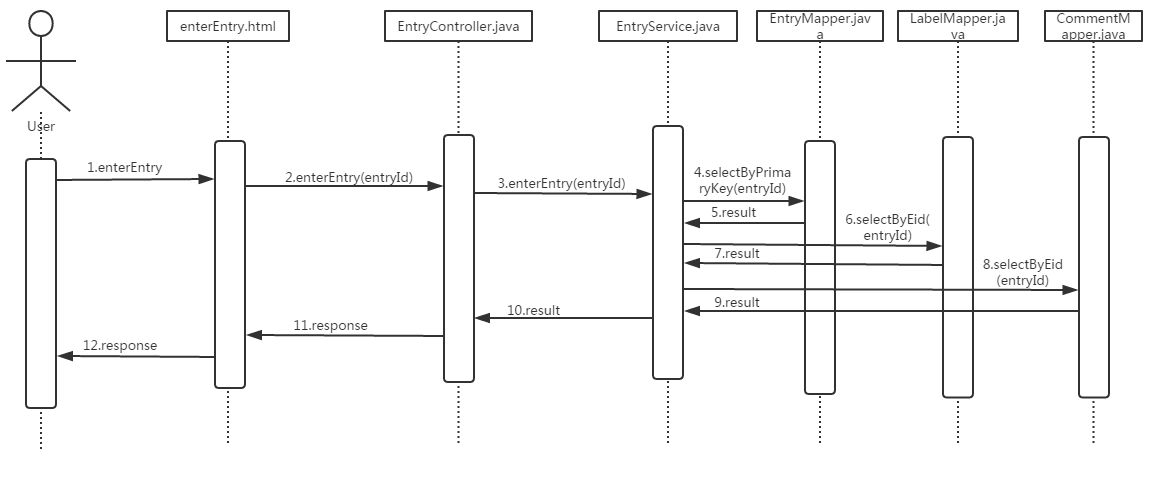 enterEntry.html
EntryController.java
EntryService.java
EntryMapper.jav
a
LabelMapper.ja
va
CommentM
apper.java
User
1.enterEntry
2.enterEntry(entryId)
3.enterEntry(entryId)
4.selectByPrima
ryKey(entryId)
5.result
6.selectByEid(
entryId)
7.result
8.selectByEid
(entryId)
9.result
10.result
11.response
12.response